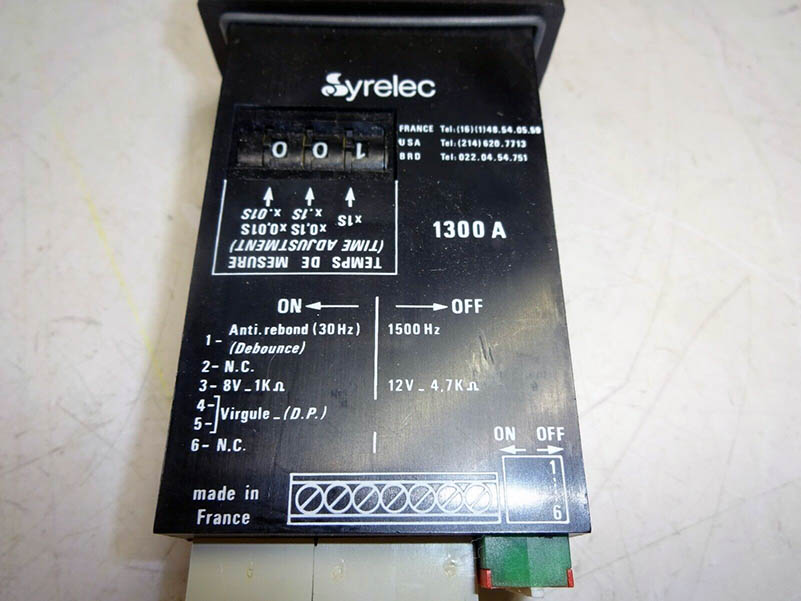 Syrelec
FRANCE Tel:(16)(1)48.54.05.59
USA Tel:(214)620.7713
BRD Tel:022.04.54.751
1 0 0
x1S x0,1S x0,01S
x.1S x.01S
TEMPS DE MESURE
(TIME ADJUSTMENT)
1300 A
ON OFF
1- Anti.rebond (30Hz) 1500 Hz
(Debounce)
2- N.C.
3- 8V_1KΩ 12V_4,7KΩ
4-
Virgule_(D.P.)
5-
6- N.C.
ON OFF
1
6
made in
France